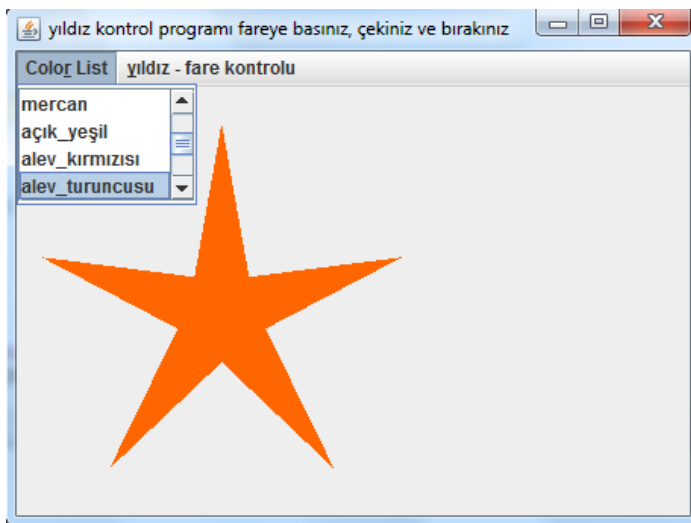 yıldız kontrol programı fareye basınız, çekiniz ve bırakınız
Color List yıldız - fare kontrolu
mercan
açık_yeşil
alev_kırmızısı
alev_turuncusu